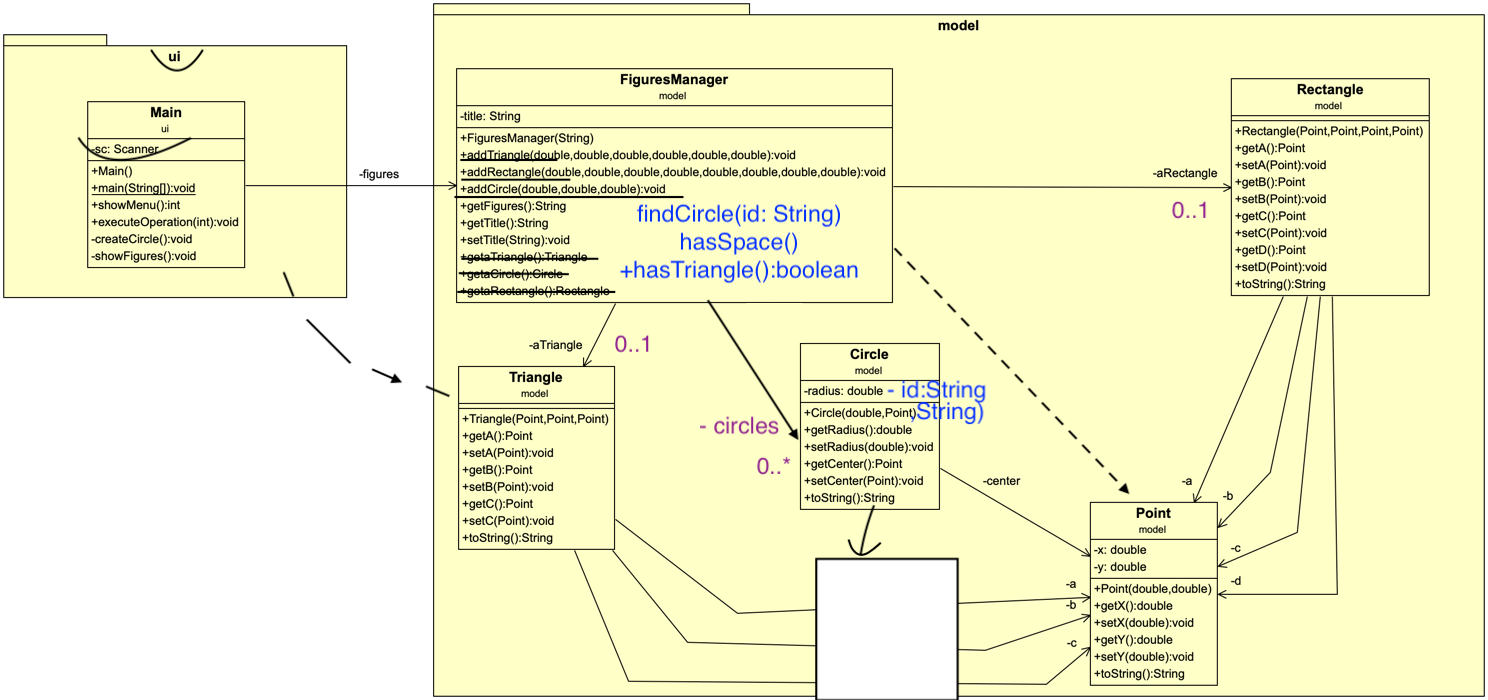 ui
Main
ui
-sc: Scanner
+Main()
+main(String[]):void
+showMenu():int
+executeOperation(int):void
-createCircle():void
-showFigures():void
-figures
model
FiguresManager
model
-title: String
+FiguresManager(String)
+addTriangle(double,double,double,double,double,double):void
+addRectangle(double,double,double,double,double,double,double,double):void
+addCircle(double,double,double):void
+getFigures():String
+getTitle():String
+setTitle(String):void
+getaTriangle():Triangle
+getaCircle():Circle
+getaRectangle():Rectangle
findCircle(id: String)
hasSpace()
+hasTriangle():boolean
-aRectangle
0..1
Rectangle
model
+Rectangle(Point,Point,Point,Point)
+getA():Point
+setA(Point):void
+getB():Point
+setB(Point):void
+getC():Point
+setC(Point):void
+getD():Point
+setD(Point):void
+toString():String
-aTriangle
0..1
Triangle
model
+Triangle(Point,Point,Point)
+getA():Point
+setA(Point):void
+getB():Point
+setB(Point):void
+getC():Point
+setC(Point):void
+toString():String
- circles
0..*
Circle
model
-radius: double
- id:String
+Circle(double,Point)
,String)
+getRadius():double
+setRadius(double):void
+getCenter():Point
+setCenter(Point):void
+toString():String
-center
-a
-b
-c
-d
Point
model
-x: double
-y: double
+Point(double,double)
+getX():double
+setX(double):void
+getY():double
+setY(double):void
+toString():String
-a
-b
-c